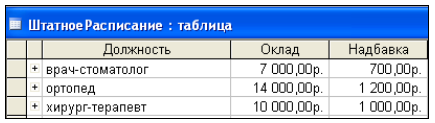 ШтатноеРасписание : таблица
Должность Оклад Надбавка
+ врач-стоматолог 7 000,00р. 700,00р.
+ ортопед 14 000,00р. 1 200,00р.
+ хирург-терапевт 10 000,00р. 1 000,00р.